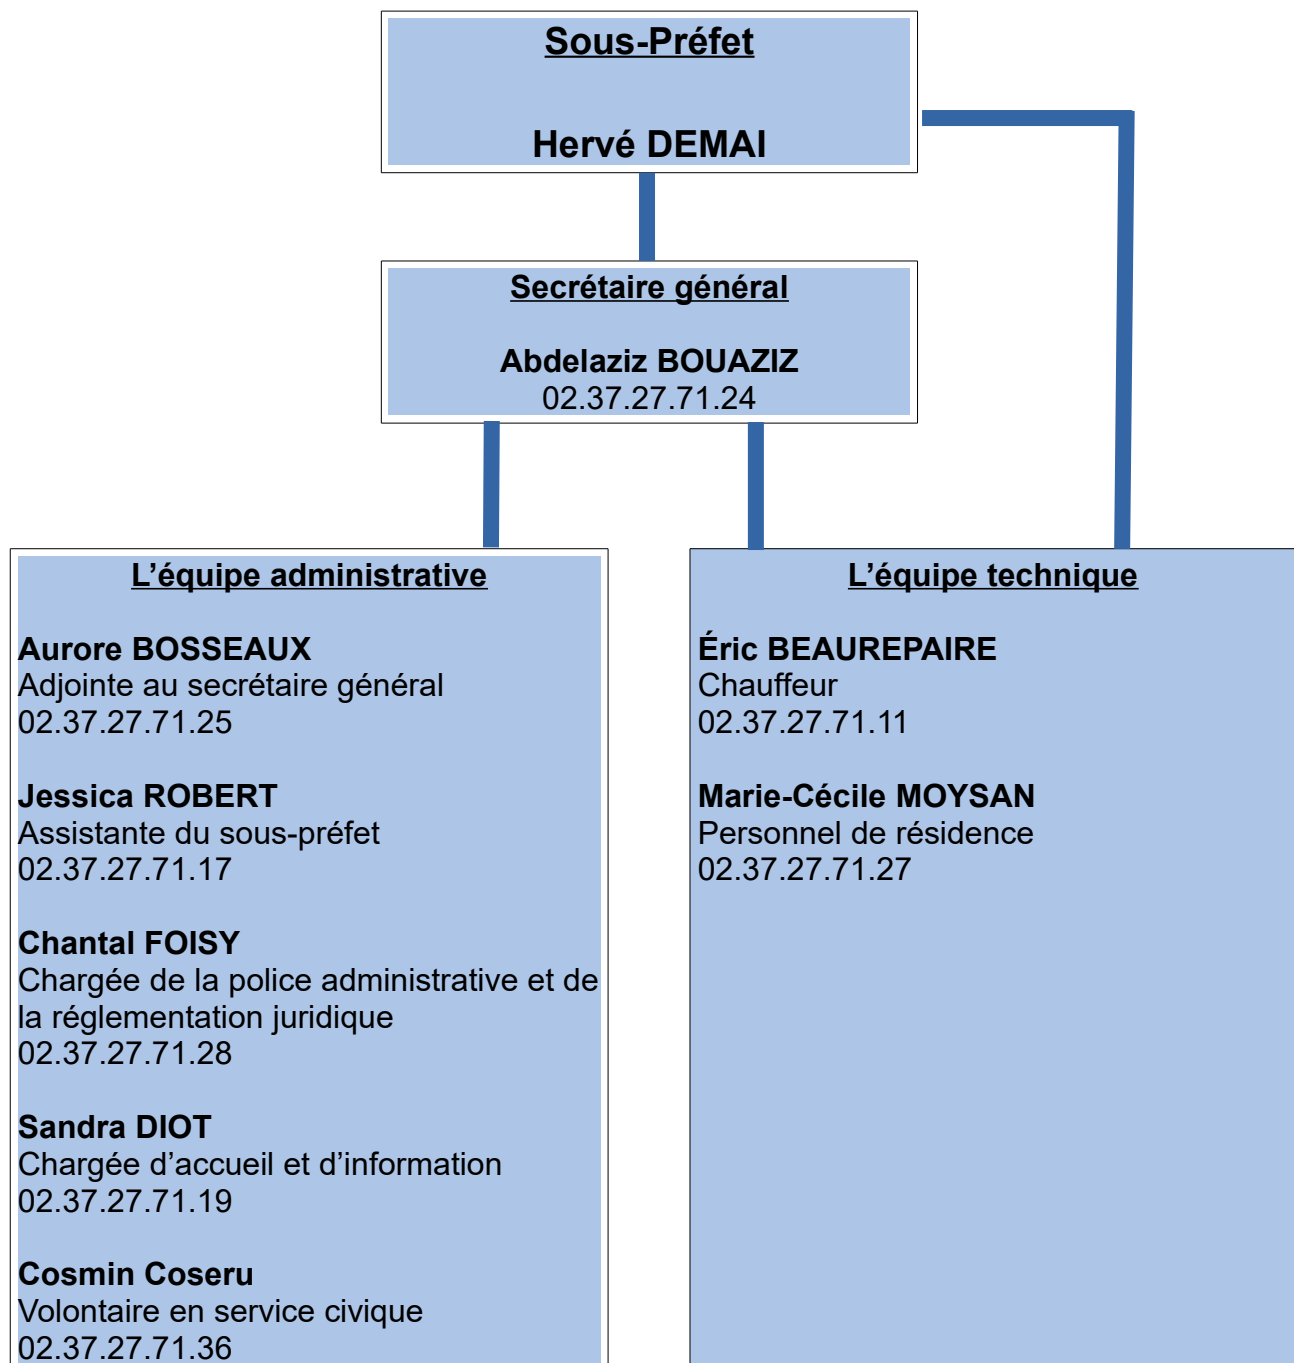 Sous-Préfet
Hervé DEMAI
Secrétaire général
Abdelaziz BOUAZIZ
02.37.27.71.24
L’équipe administrative
Aurore BOSSEAUX
Adjointe au secrétaire général
02.37.27.71.25
Jessica ROBERT
Assistante du sous-préfet
02.37.27.71.17
Chantal FOISY
Chargée de la police administrative et de
la réglementation juridique
02.37.27.71.28
Sandra DIOT
Chargée d’accueil et d’information
02.37.27.71.19
Cosmin Coseru
Volontaire en service civique
02.37.27.71.36
L’équipe technique
Éric BEAUREPAIRE
Chauffeur
02.37.27.71.11
Marie-Cécile MOYSAN
Personnel de résidence
02.37.27.71.27